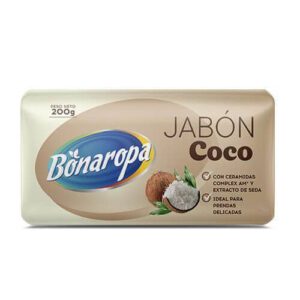 PESO NETO
200g
Bonaropa
JABÓN
Coco
CON CERAMIDAS
COMPLEX AM* Y
EXTRACTO DE SEDA
IDEAL PARA
PRENDAS
DELICADAS